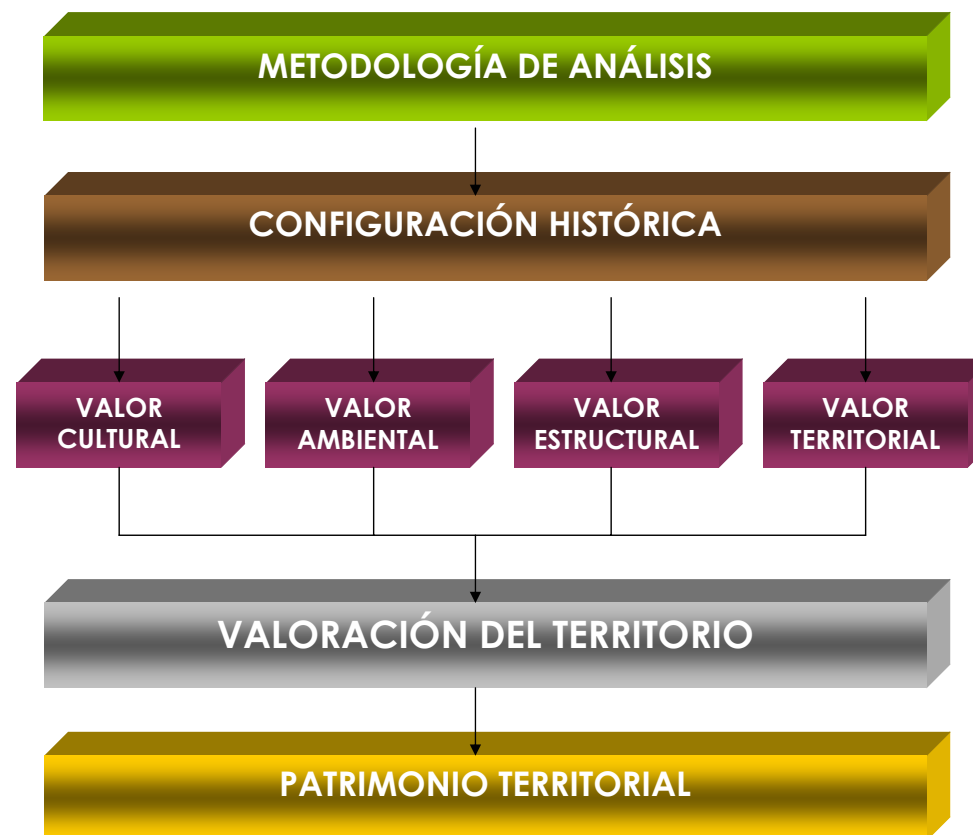 METODOLOGÍA DE ANÁLISIS
CONFIGURACIÓN HISTÓRICA
VALOR
CULTURAL
VALOR
AMBIENTAL
VALOR
ESTRUCTURAL
VALOR
TERRITORIAL
VALORACIÓN DEL TERRITORIO
PATRIMONIO TERRITORIAL